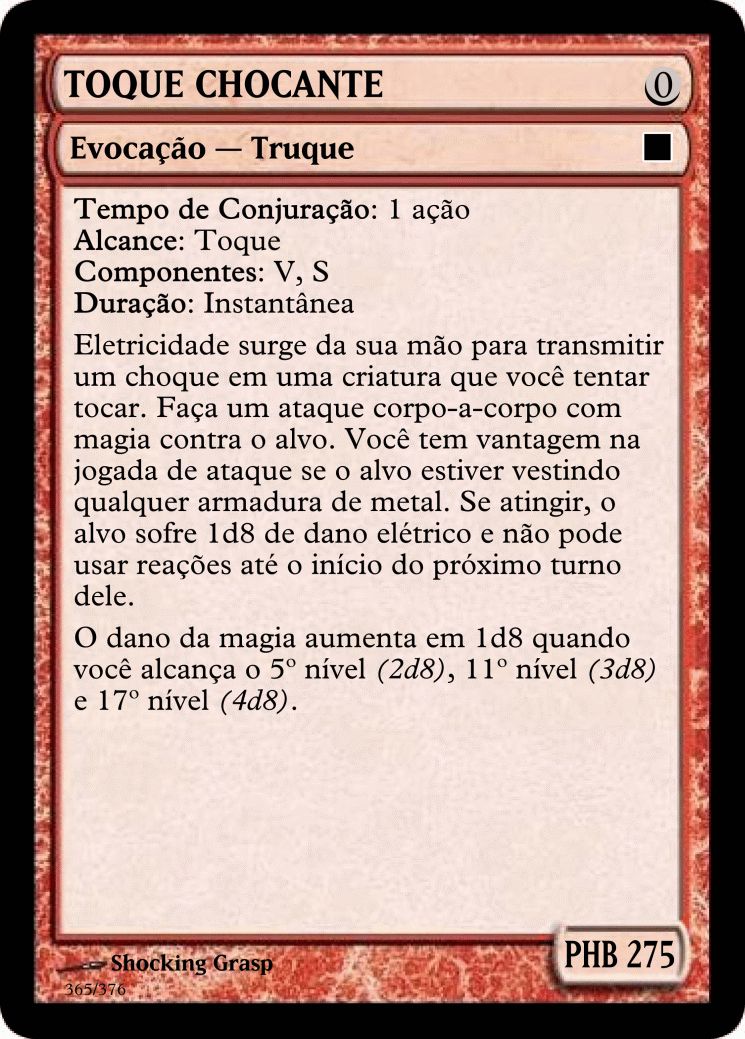 TOQUE CHOCANTE
0
Evocação — Truque
Tempo de Conjuração: 1 ação
Alcance: Toque
Componentes: V, S
Duração: Instantânea
Eletricidade surge da sua mão para transmitir
um choque em uma criatura que você tentar
tocar. Faça um ataque corpo-a-corpo com
magia contra o alvo. Você tem vantagem na
jogada de ataque se o alvo estiver vestindo
qualquer armadura de metal. Se atingir, o
alvo sofre 1d8 de dano elétrico e não pode
usar reações até o início do próximo turno
dele.
O dano da magia aumenta em 1d8 quando
você alcança o 5º nível (2d8), 11º nível (3d8)
e 17º nível (4d8).
PHB 275
Shocking Grasp
365/376